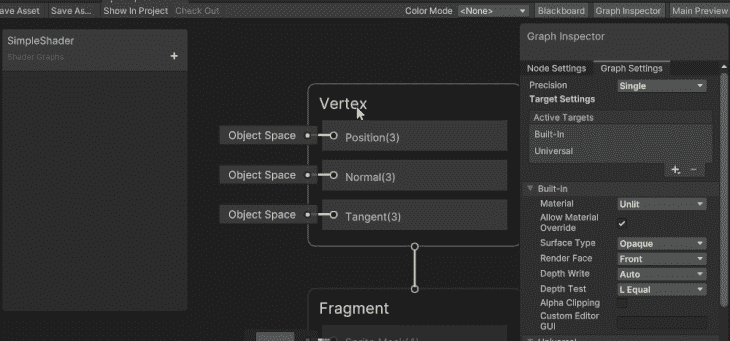 ave Asset Save As... Show In Project Check Out Color Mode <None> Blackboard Graph Inspector Main Preview
SimpleShader
Shader Graphs
+
Vertex
Object Space Position(3)
Object Space Normal(3)
Object Space Tangent(3)
Fragment
Sprite Mask(4)
Graph Inspector
Node Settings Graph Settings
Precision Single
Target Settings
Active Targets
Built-In
Universal
+ -
Built-In
Material Unlit
Allow Material
Override
Surface Type Opaque
Render Face Front
Depth Write Auto
Depth Test L Equal
Alpha Clipping
Custom Editor
GUI
Universal